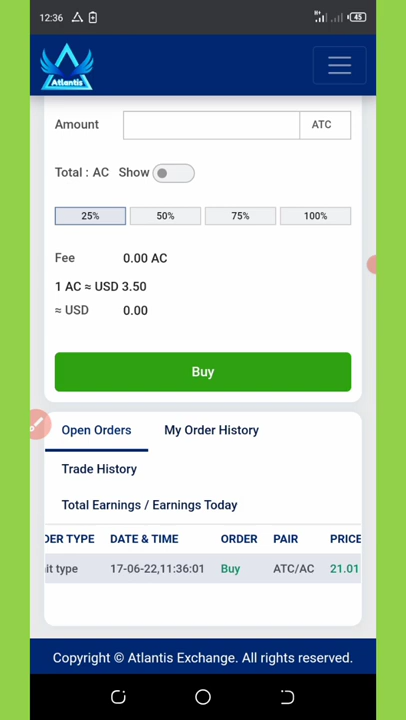 12:36
45
Atlantis
Amount
ATC
Total : AC Show
25% 50% 75% 100%
Fee 0.00 AC
1 AC ≈ USD 3.50
≈ USD 0.00
Buy
Open Orders My Order History
Trade History
Total Earnings / Earnings Today
DER TYPE DATE & TIME ORDER PAIR PRICE
it type 17-06-22,11:36:01 Buy ATC/AC 21.01
Copyright © Atlantis Exchange. All rights reserved.